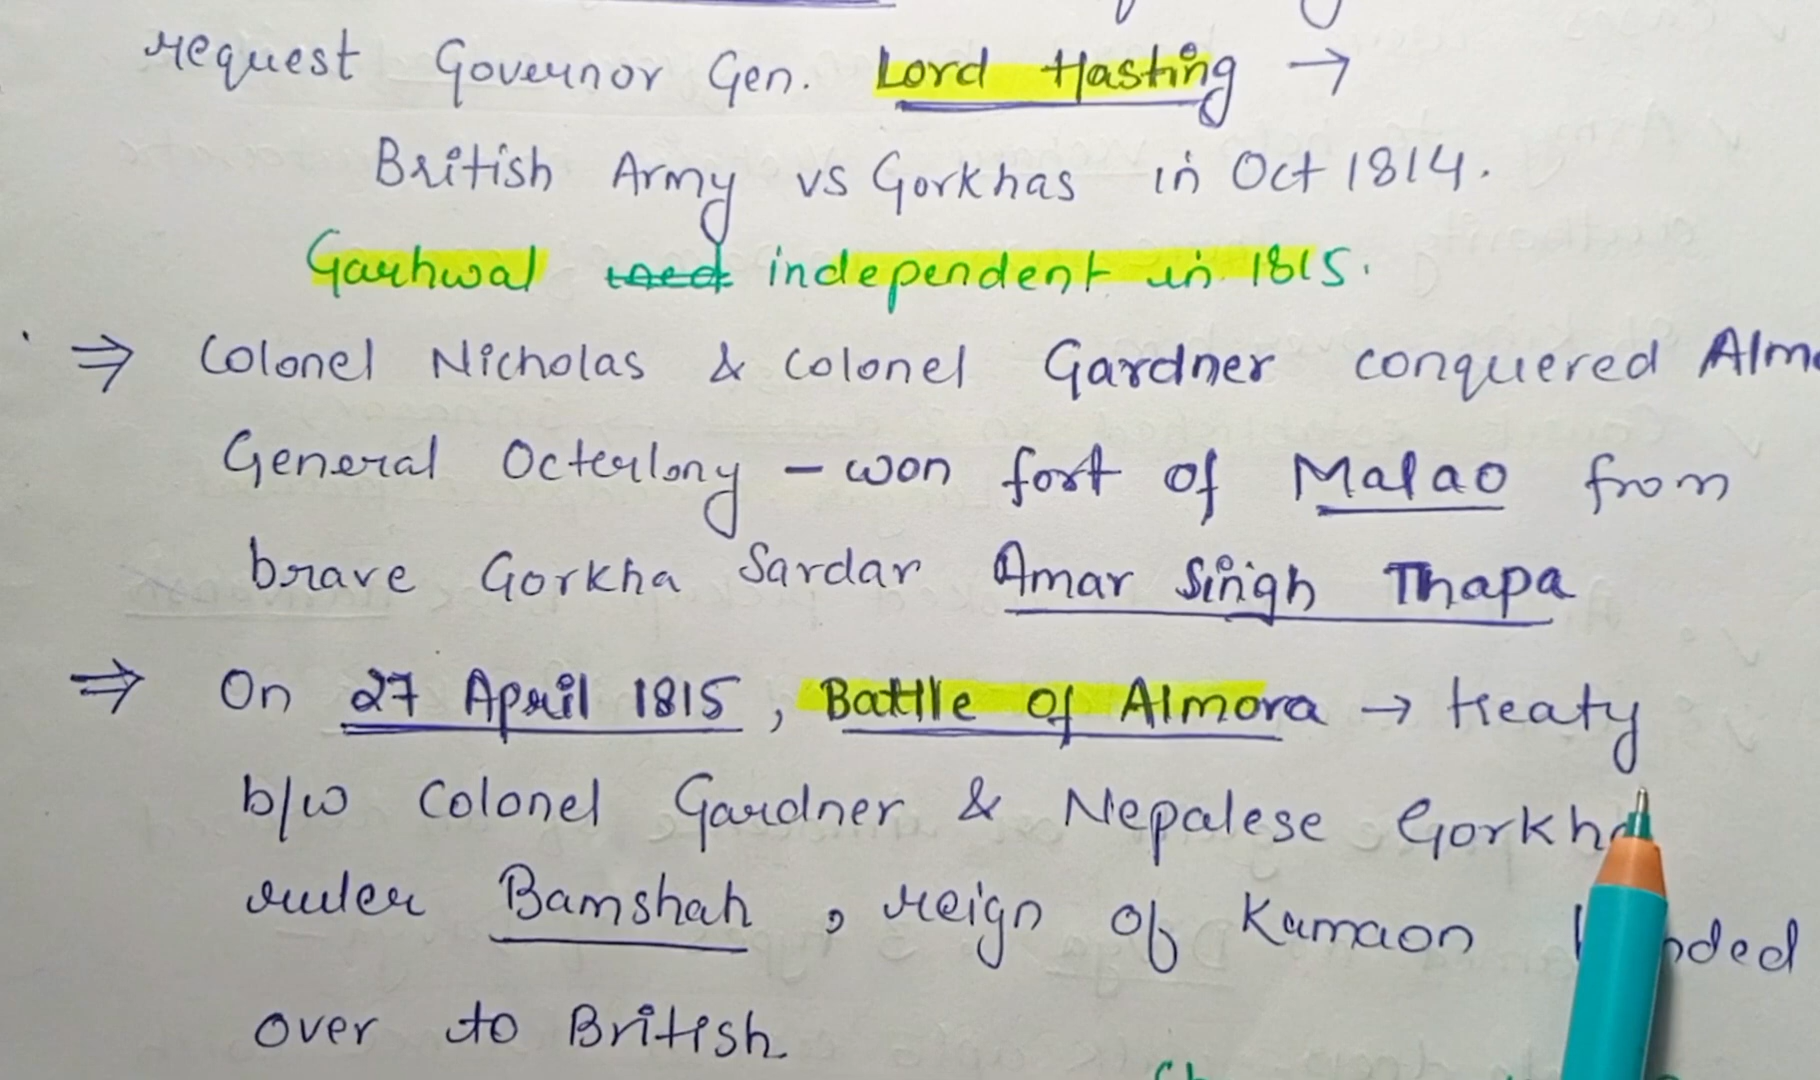 request Governor Gen. Lord Hasting →
British Army vs Gorkhas in Oct 1814.
Garhwal independent in 1815.
⇒ Colonel Nicholas & Colonel Gardner conquered Almo
General Octerlony – won fort of Malao from
brave Gorkha Sardar Amar Singh Thapa
⇒ On 27 April 1815, Battle Of Almora → treaty
b/w Colonel Gardner & Nepalese Gorkha
ruler Bamshah, reign of Kumaon
over to British.